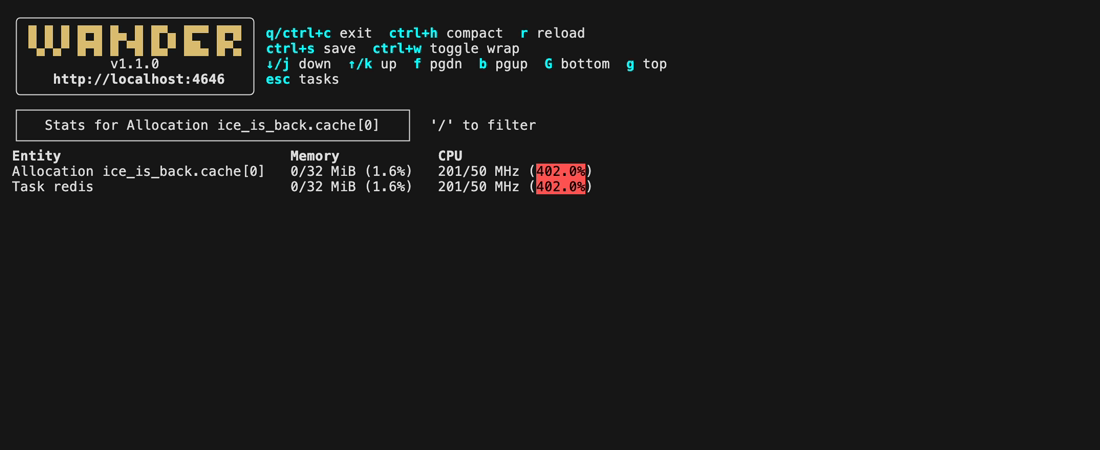 WANDER
v1.1.0
http://localhost:4646
q/ctrl+c exit  ctrl+h compact  r reload
ctrl+s save  ctrl+w toggle wrap
↓/j down  ↑/k up  f pgdn  b pgup  G bottom  g top
esc tasks
Stats for Allocation ice_is_back.cache[0]  '/' to filter
Entity  Memory  CPU
Allocation ice_is_back.cache[0]  0/32 MiB (1.6%)  201/50 MHz (402.0%)
Task redis  0/32 MiB (1.6%)  201/50 MHz (402.0%)